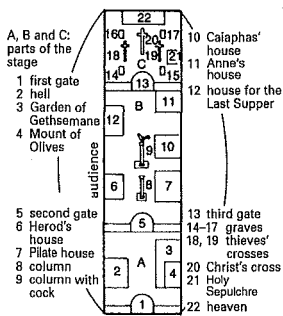 A, B and C:
parts of the
stage
1 first gate
2 hell
3 Garden of
Gethsemane
4 Mount of
Olives
5 second gate
6 Herod's
house
7 Pilate house
8 column
9 column with
cock
audience
22
16
20
17
18
19
21
C
14
13
15
B
11
12
9
10
6
8
7
5
A
3
2
4
1
10 Caiaphas'
house
11 Anne's
house
12 house for the
Last Supper
13 third gate
14–17 graves
18, 19 thieves'
crosses
20 Christ's cross
21 Holy
Sepulchre
22 heaven